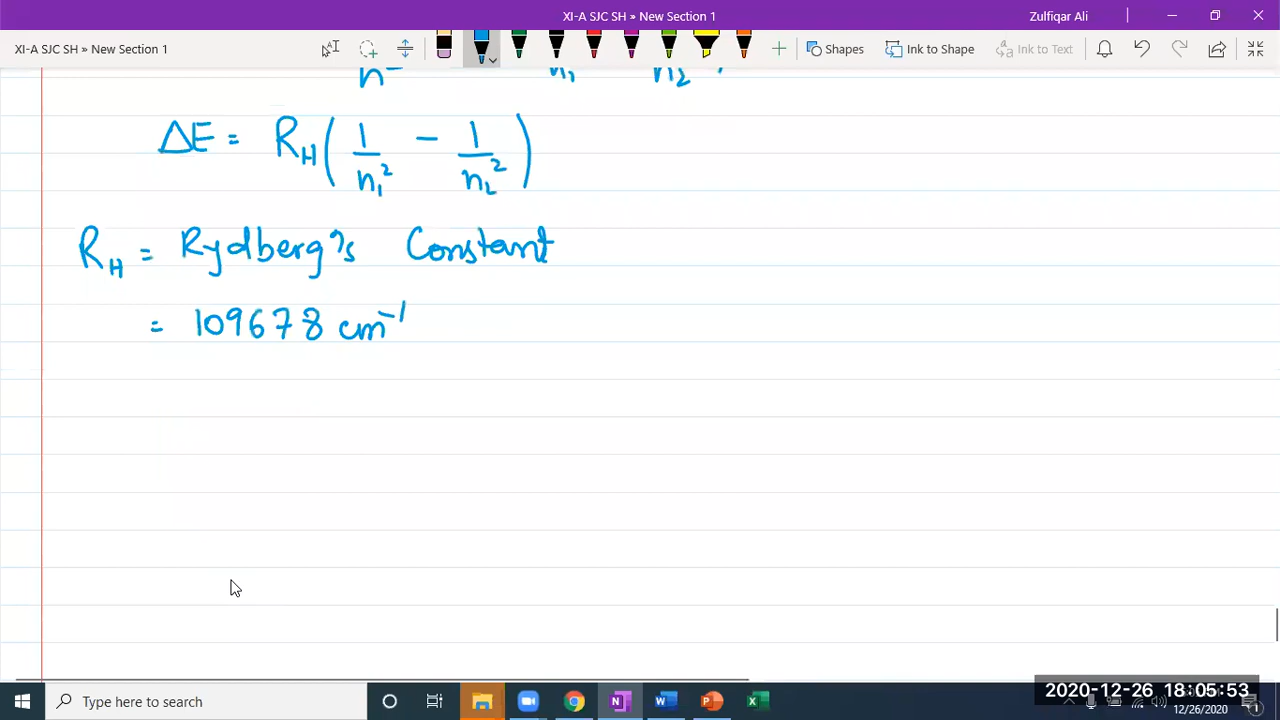 XI-A SJC SH » New Section 1
Zulfiqar Ali
XI-A SJC SH » New Section 1
Shapes
Ink to Shape
Ink to Text
ΔE = R_H (1/n₁² − 1/n₂²)
R_H = Rydberg's Constant
= 109678 cm⁻¹
Type here to search
2020-12-26 18:05:53
12/26/2020